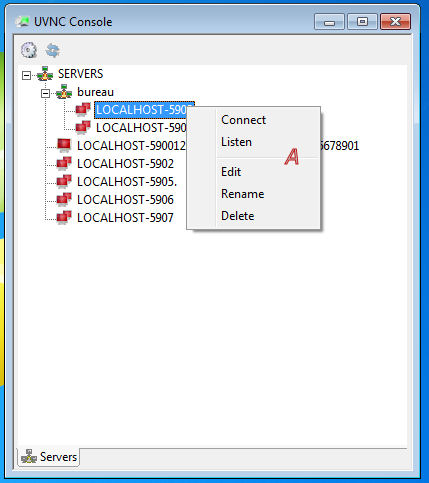 UVNC Console
SERVERS
bureau
LOCALHOST-590
LOCALHOST-590
LOCALHOST-590012
5678901
LOCALHOST-5902
LOCALHOST-5905.
LOCALHOST-5906
LOCALHOST-5907
Connect
Listen
A
Edit
Rename
Delete
Servers